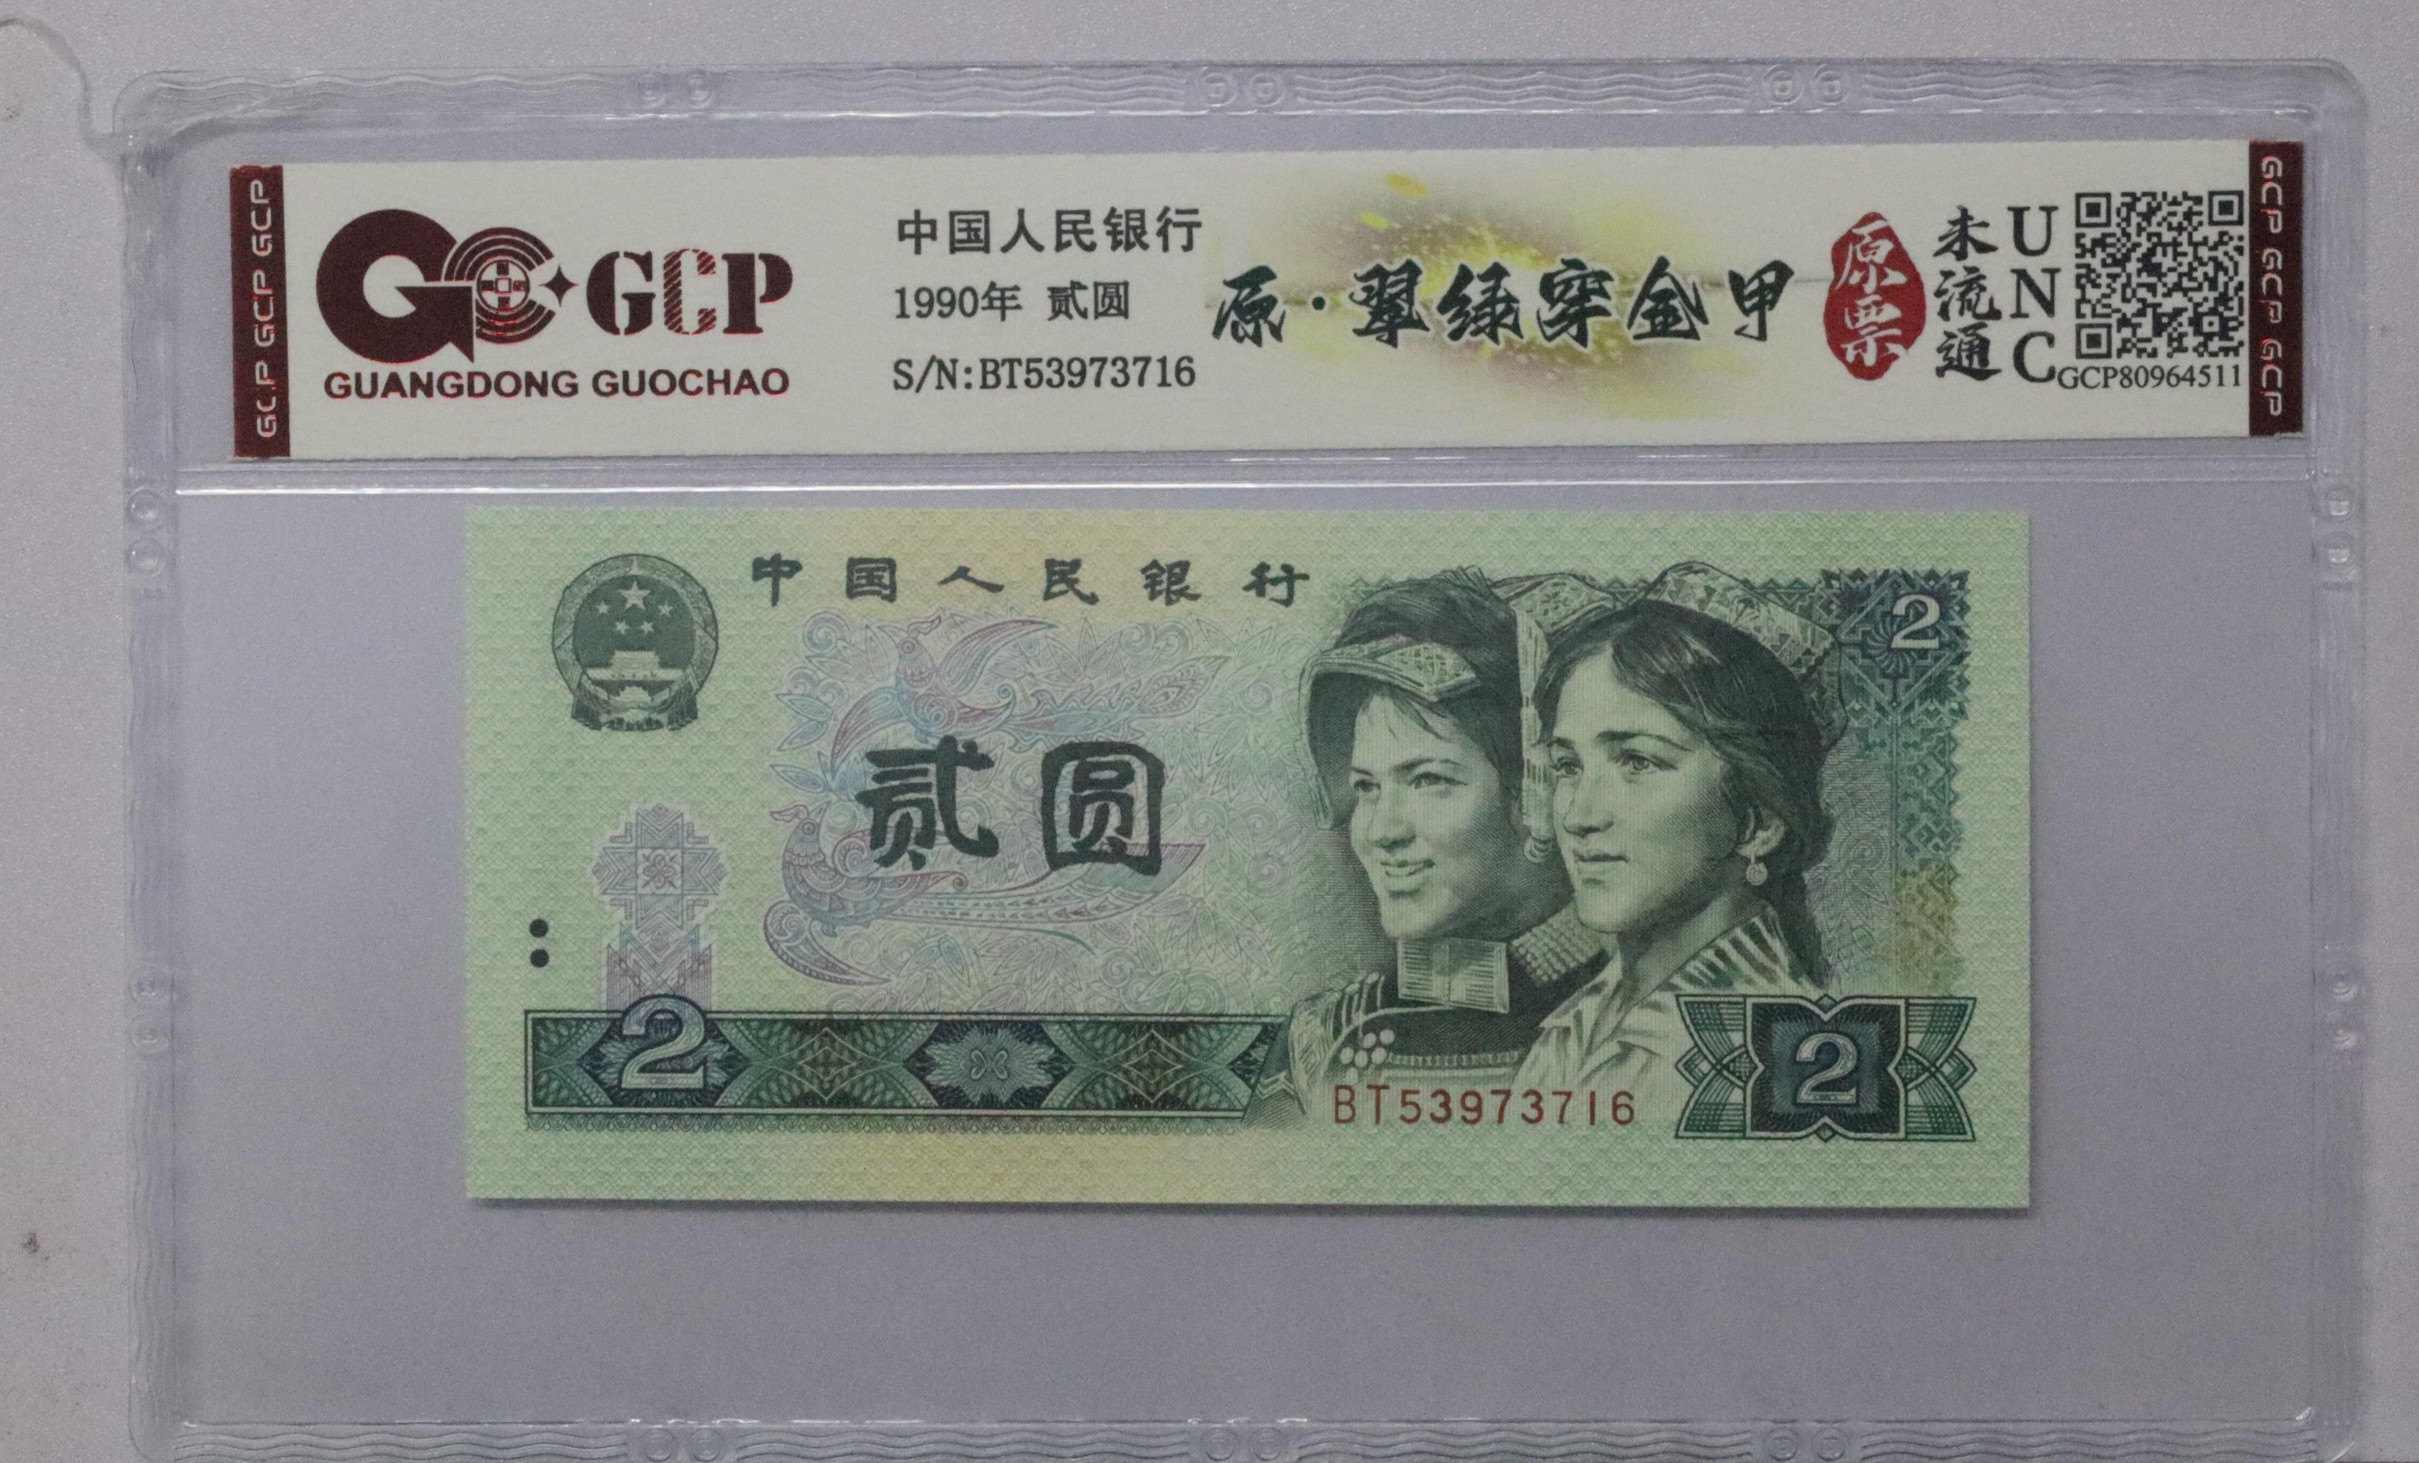 GCP GCP GCP
GCP
GUANGDONG GUOCHAO
中国人民银行
1990年 贰圆
S/N:BT53973716
原·翠绿穿金甲
原票
未流通
UNC
GCP80964511
GCP GCP GCP
中国人民银行
2
贰圆
2
BT53973716
2